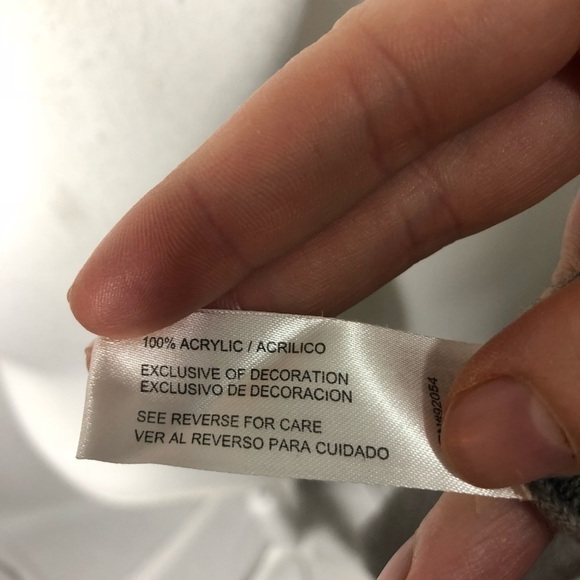 100% ACRYLIC / ACRILICO
EXCLUSIVE OF DECORATION
EXCLUSIVO DE DECORACION
SEE REVERSE FOR CARE
VER AL REVERSO PARA CUIDADO